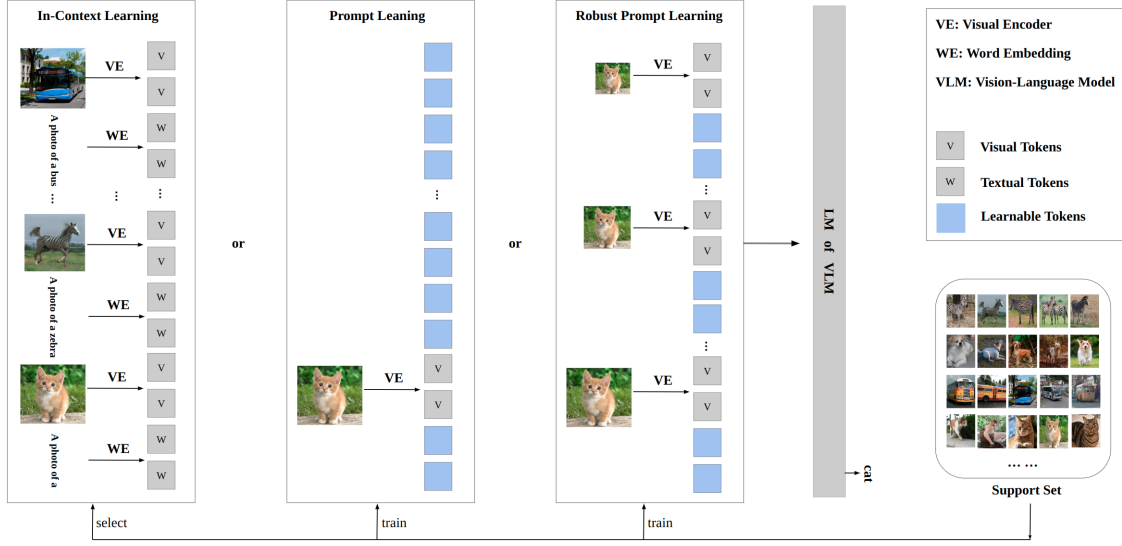 In-Context Learning
VE
V
V
A photo of a bus
WE
W
W
...
...
...
VE
V
V
A photo of a zebra
WE
W
W
VE
V
V
A photo of a
WE
W
W
select
or
Prompt Leaning
...
VE
V
V
train
or
Robust Prompt Learning
VE
V
V
...
VE
V
V
...
VE
V
V
train
LM of VLM
cat
VE: Visual Encoder
WE: Word Embedding
VLM: Vision-Language Model
V Visual Tokens
W Textual Tokens
Learnable Tokens
... ...
Support Set